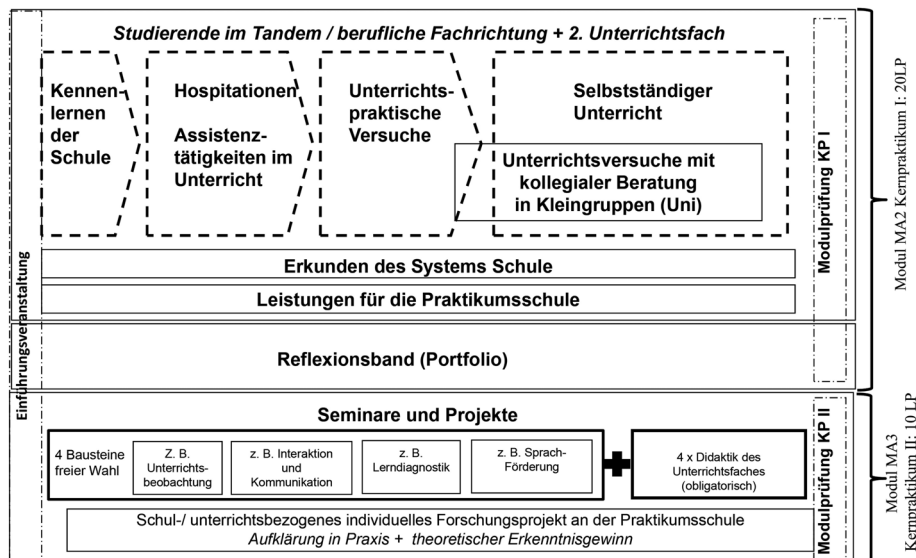 Studierende im Tandem / berufliche Fachrichtung + 2. Unterrichtsfach
Kennen-
lernen
der
Schule
Hospitationen
Assistenz-
tätigkeiten im
Unterricht
Unterrichts-
praktische
Versuche
Selbstständiger
Unterricht
Unterrichtsversuche mit
kollegialer Beratung
in Kleingruppen (Uni)
Erkunden des Systems Schule
Leistungen für die Praktikumsschule
Reflexionsband (Portfolio)
Einführungsveranstaltung
Modulprüfung KP I
Modul MA2 Kernpraktikum I: 20LP
Seminare und Projekte
4 Bausteine
freier Wahl
Z. B.
Unterrichts-
beobachtung
z. B. Interaktion
und
Kommunikation
z. B.
Lerndiagnostik
z. B. Sprach-
Förderung
4 x Didaktik des
Unterrichtsfaches
(obligatorisch)
Schul-/ unterrichtsbezogenes individuelles Forschungsprojekt an der Praktikumsschule
Aufklärung in Praxis + theoretischer Erkenntnisgewinn
Modulprüfung KP II
Modul MA3
Kernpraktikum II: 10 LP